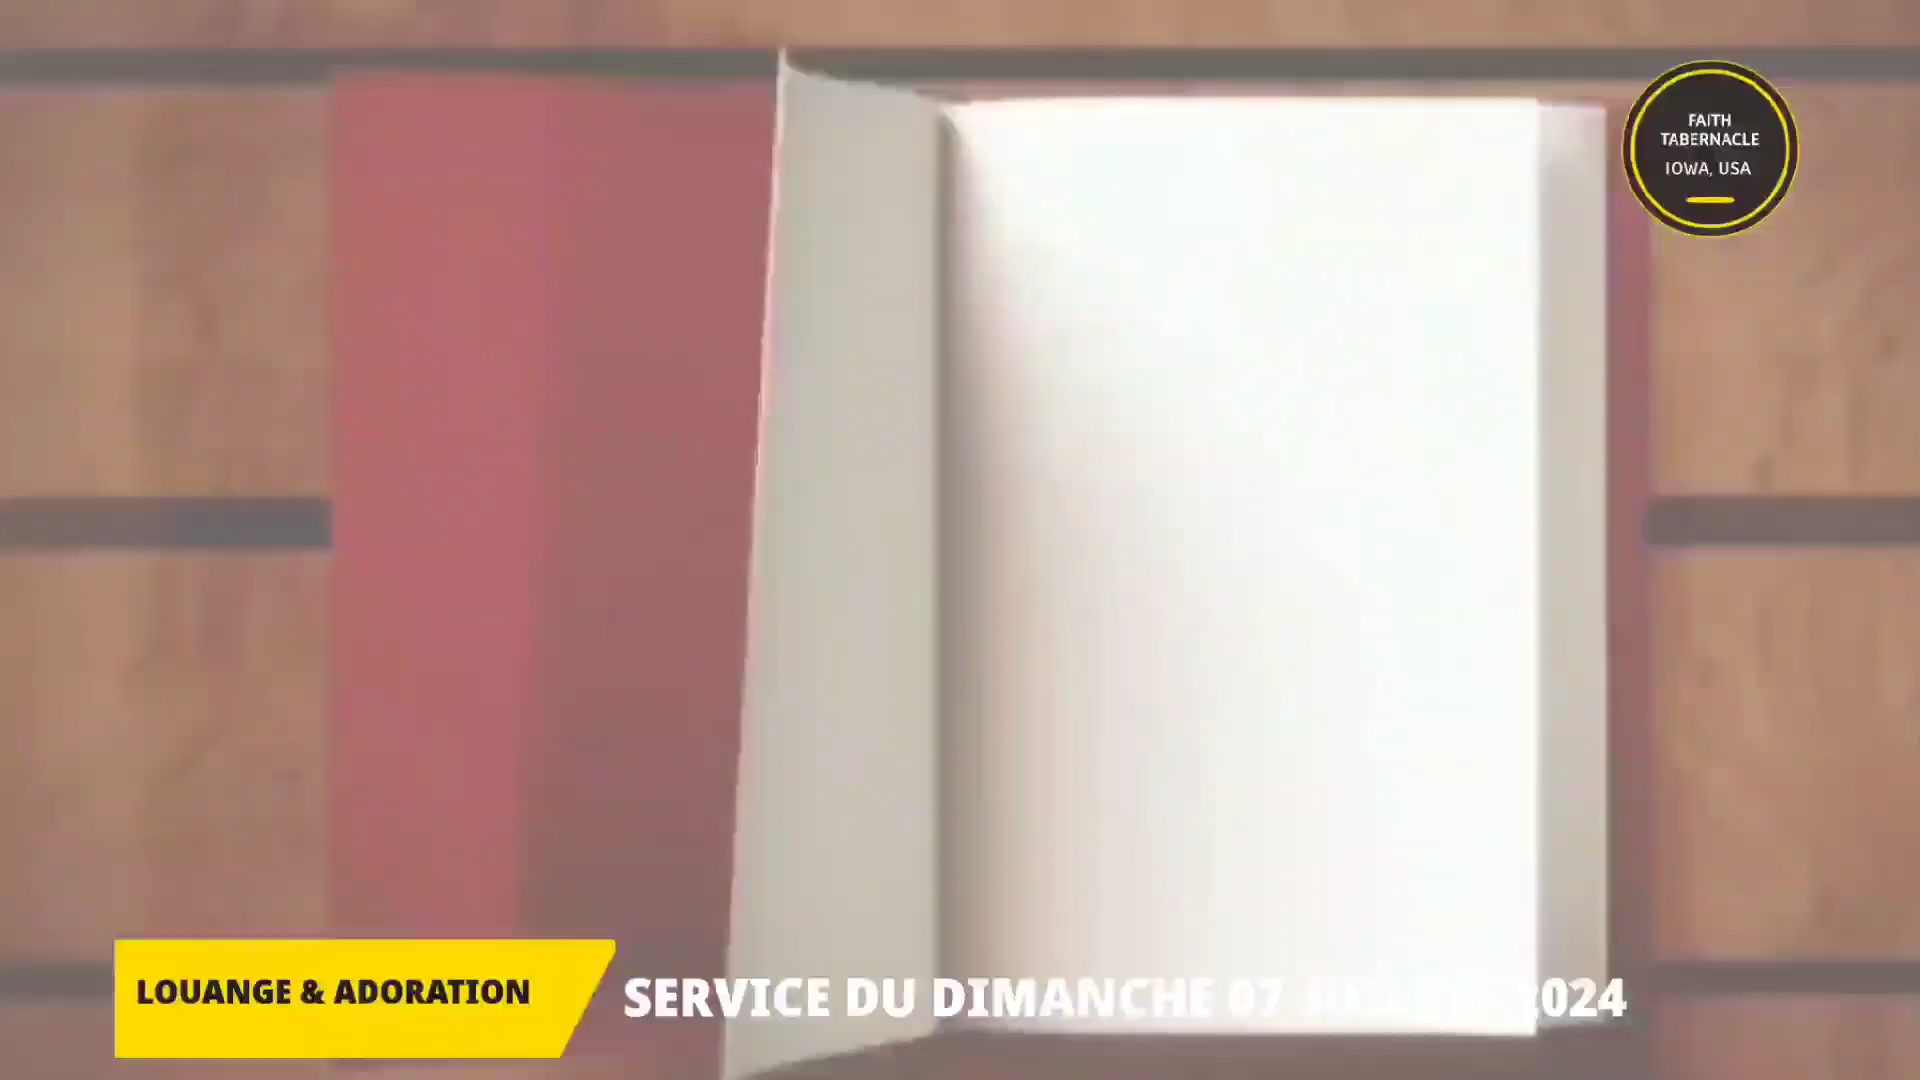 FAITH
TABERNACLE
IOWA, USA
LOUANGE & ADORATION
SERVICE DU DIMANCHE 07 2024